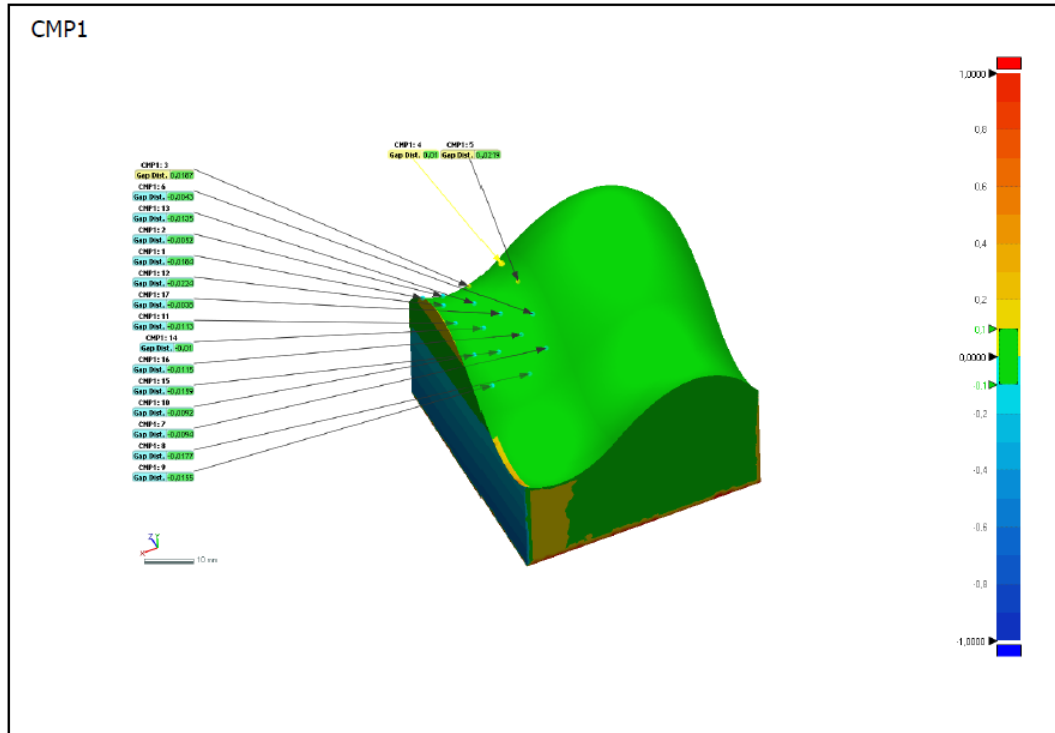 CMP1
CMP1: 4
Gap Dist. 0,01
CMP1: 5
Gap Dist. 0,0219
CMP1: 3
Gap Dist. 0,0187
CMP1: 6
Gap Dist. -0,0043
CMP1: 13
Gap Dist. -0,0135
CMP1: 2
Gap Dist. -0,0052
CMP1: 1
Gap Dist. -0,0184
CMP1: 12
Gap Dist. -0,0224
CMP1: 17
Gap Dist. -0,0035
CMP1: 11
Gap Dist. -0,0113
CMP1: 14
Gap Dist. -0,01
CMP1: 16
Gap Dist. -0,0115
CMP1: 15
Gap Dist. -0,0159
CMP1: 10
Gap Dist. -0,0092
CMP1: 7
Gap Dist. -0,0094
CMP1: 8
Gap Dist. -0,0177
CMP1: 9
Gap Dist. -0,0155
1,0000
0,8
0,6
0,4
0,2
0,1
0,0000
-0,1
-0,2
-0,4
-0,6
-0,8
-1,0000
Z
Y
X
10 mm